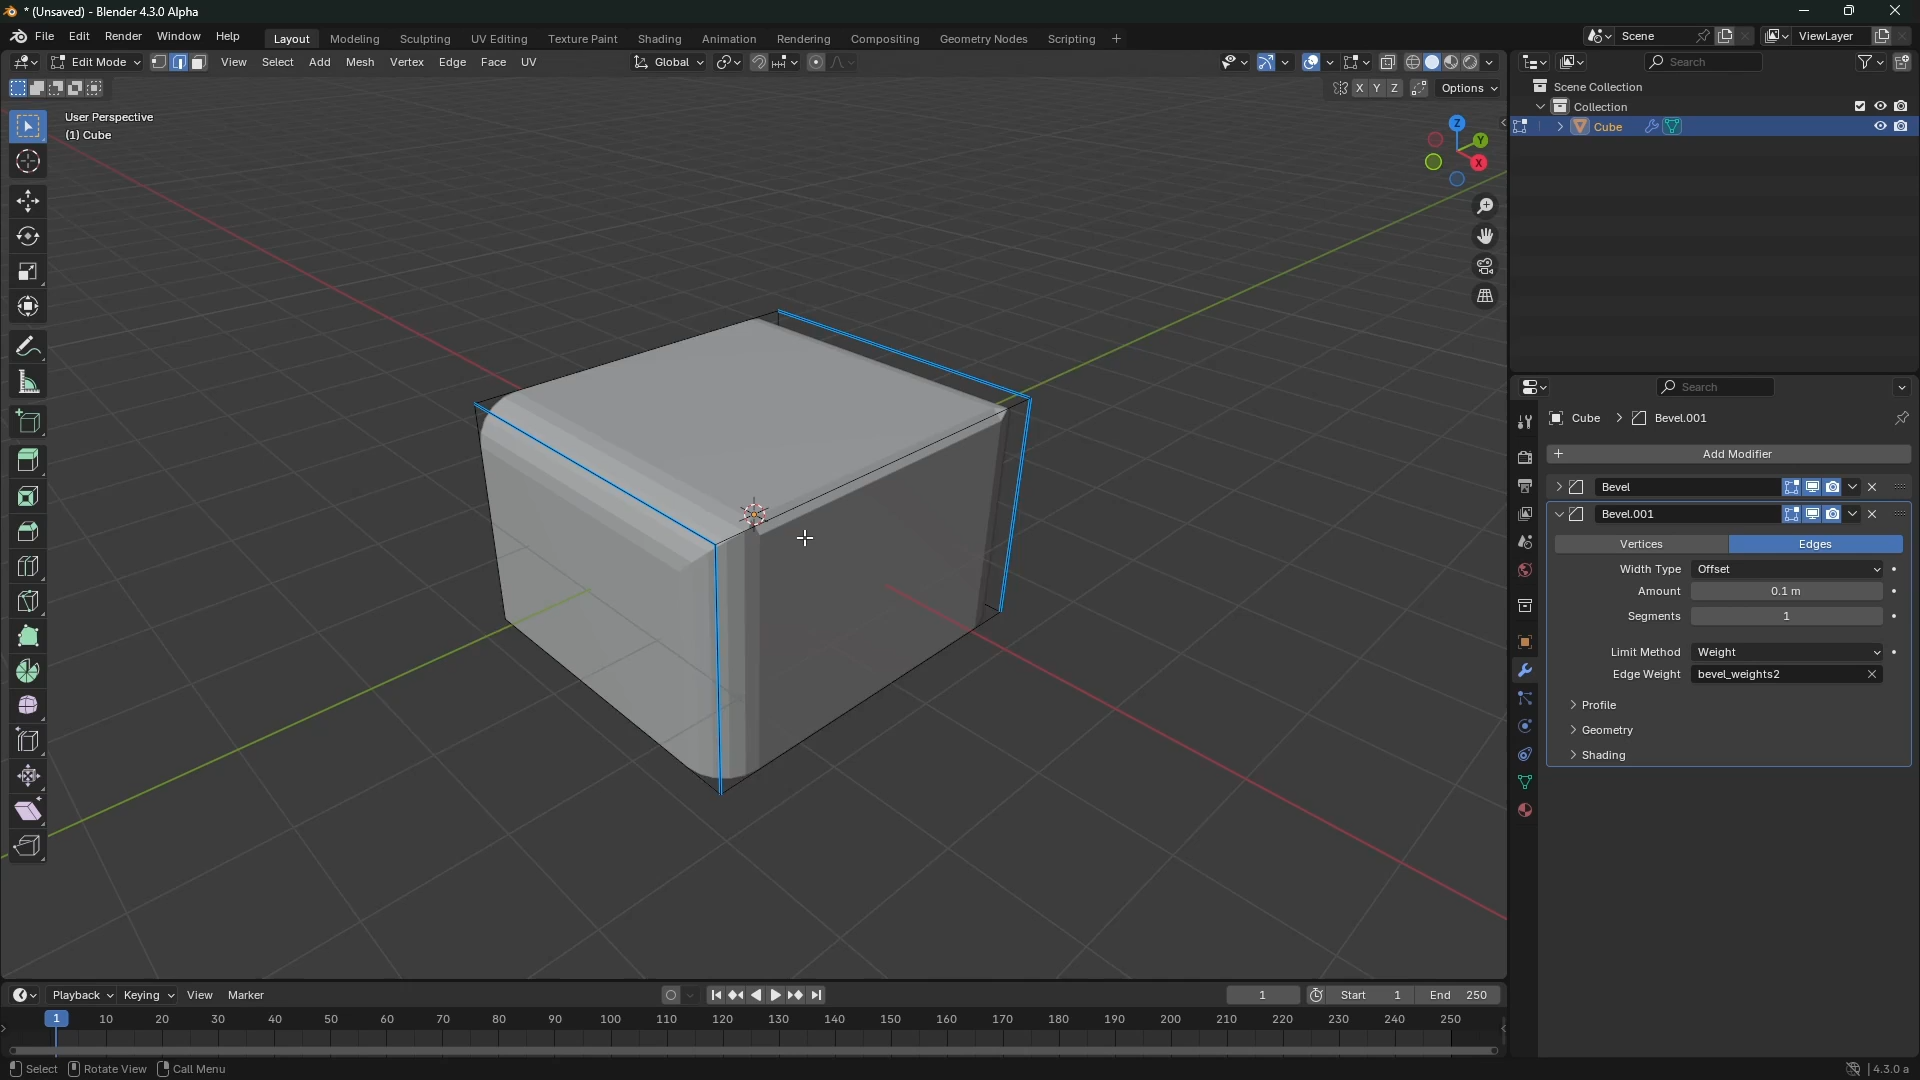 * (Unsaved) - Blender 4.3.0 Alpha
File Edit Render Window Help Layout Modeling Sculpting UV Editing Texture Paint Shading Animation Rendering Compositing Geometry Nodes Scripting + Scene ViewLayer
Edit Mode View Select Add Mesh Vertex Edge Face UV Global Search
X Y Z Options Scene Collection
Collection
User Perspective
(1) Cube
Cube
Z
Y
X
Search
Cube > Bevel.001
+ Add Modifier
Bevel
Bevel.001
Vertices Edges
Width Type Offset
Amount 0.1 m
Segments 1
Limit Method Weight
Edge Weight bevel_weights2
Profile
Geometry
Shading
Playback Keying View Marker 1 Start 1 End 250
1 10 20 30 40 50 60 70 80 90 100 110 120 130 140 150 160 170 180 190 200 210 220 230 240 250
Select Rotate View Call Menu 4.3.0 a